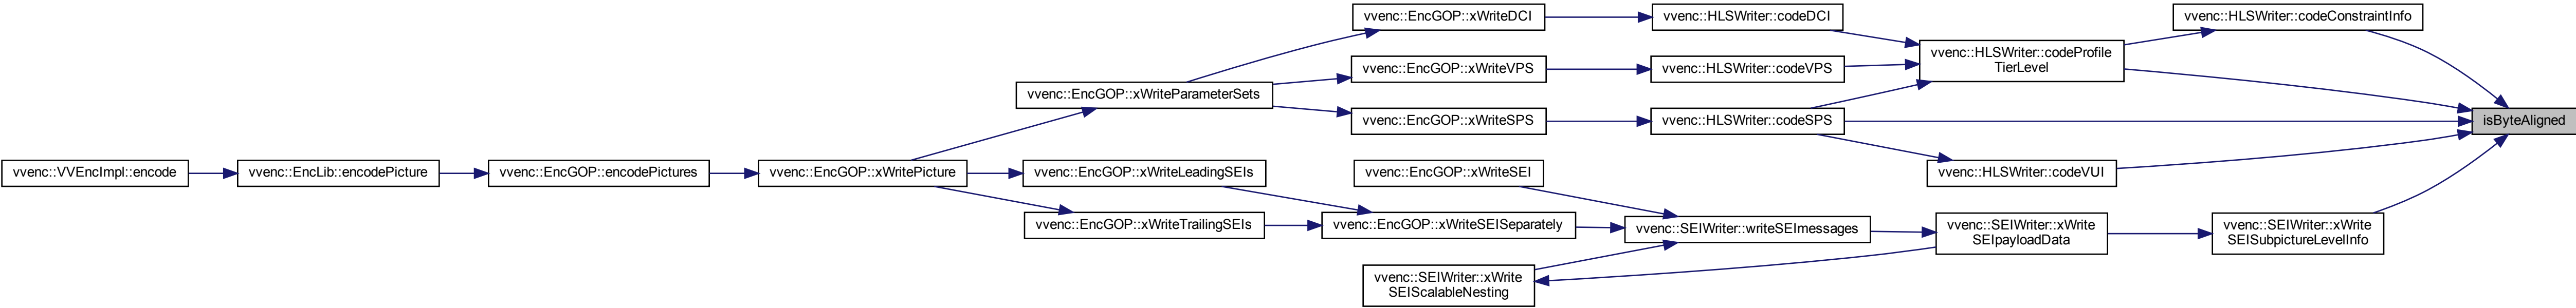 vvenc::VVEncImpl::encode
vvenc::EncLib::encodePicture
vvenc::EncGOP::encodePictures
vvenc::EncGOP::xWritePicture
vvenc::EncGOP::xWriteParameterSets
vvenc::EncGOP::xWriteLeadingSEIs
vvenc::EncGOP::xWriteTrailingSEIs
vvenc::EncGOP::xWriteDCI
vvenc::EncGOP::xWriteVPS
vvenc::EncGOP::xWriteSPS
vvenc::EncGOP::xWriteSEI
vvenc::EncGOP::xWriteSEISeparately
vvenc::SEIWriter::xWrite
SEIScalableNesting
vvenc::HLSWriter::codeDCI
vvenc::HLSWriter::codeVPS
vvenc::HLSWriter::codeSPS
vvenc::SEIWriter::writeSEImessages
vvenc::HLSWriter::codeProfile
TierLevel
vvenc::HLSWriter::codeVUI
vvenc::SEIWriter::xWrite
SEIpayloadData
vvenc::HLSWriter::codeConstraintInfo
vvenc::SEIWriter::xWrite
SEISubpictureLevelInfo
isByteAligned